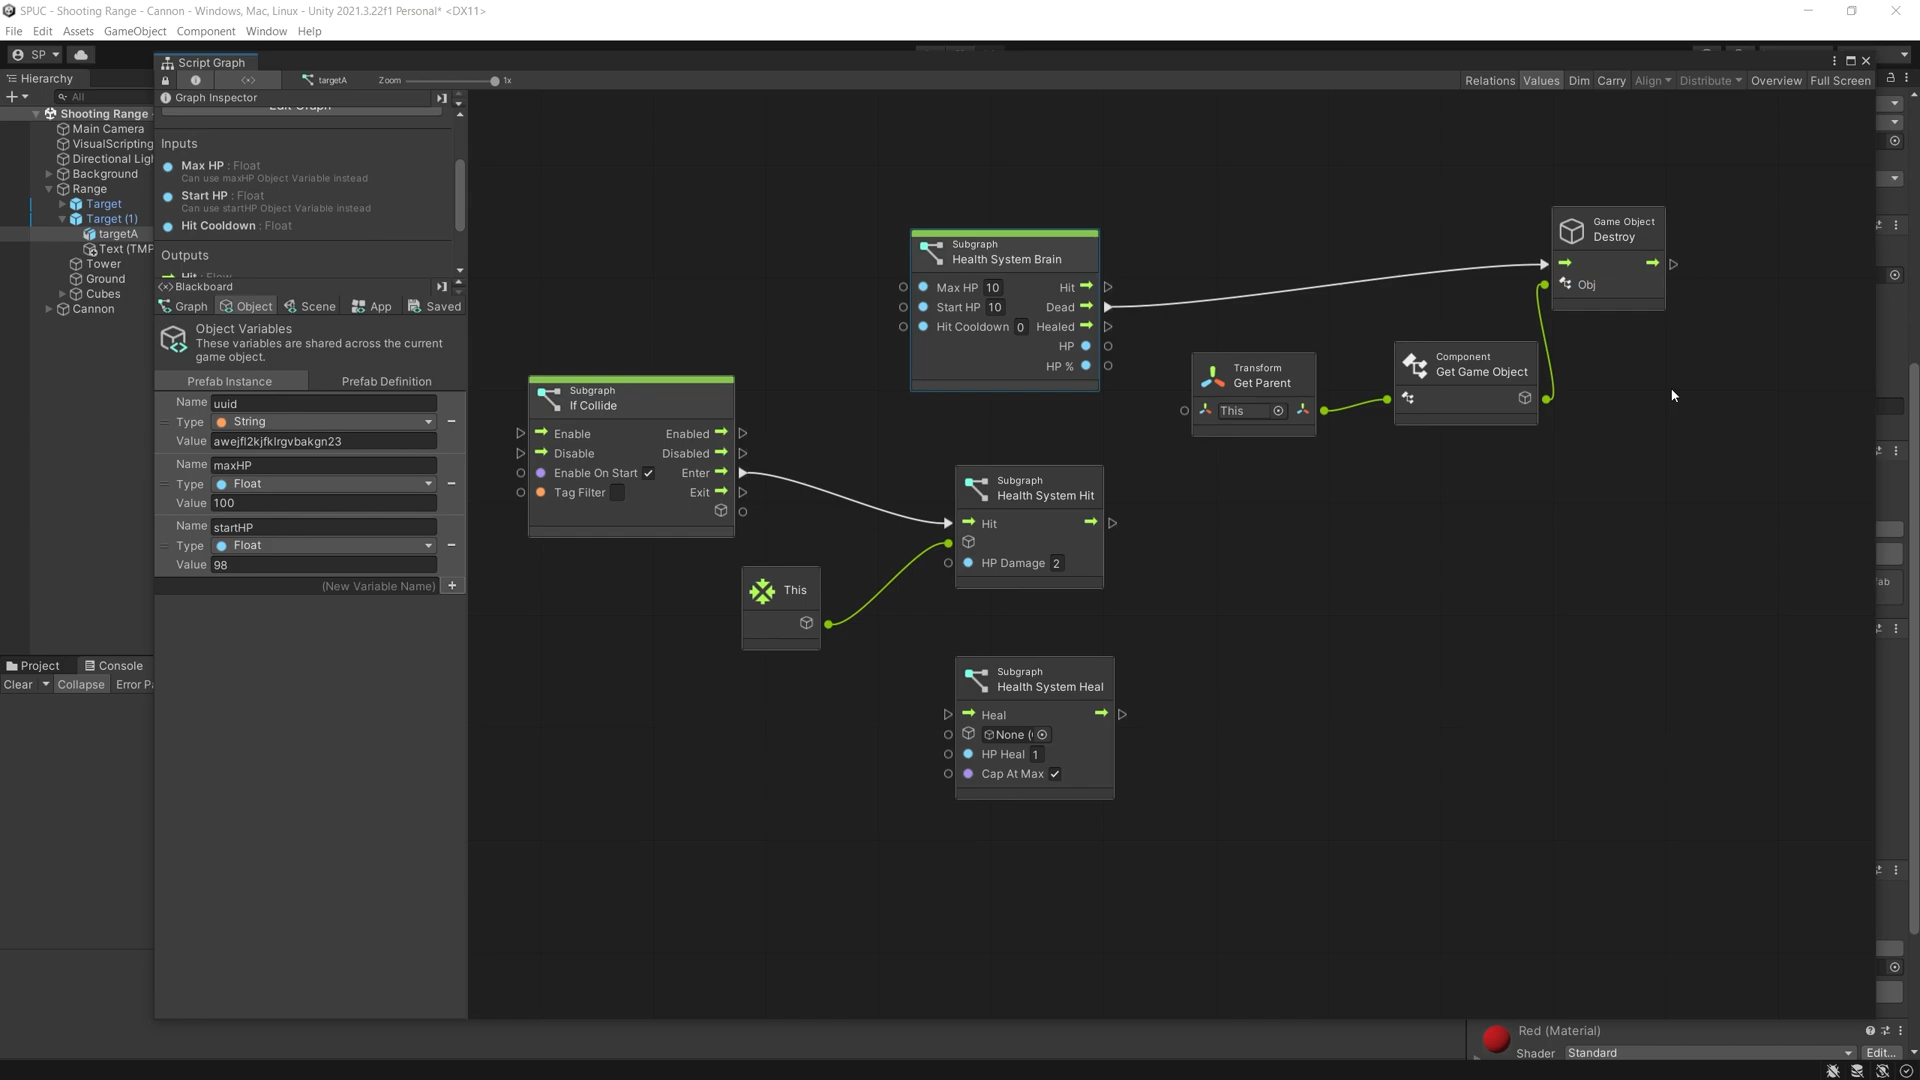 SPUC - Shooting Range - Cannon - Windows, Mac, Linux - Unity 2021.3.22f1 Personal* <DX11>
File Edit Assets GameObject Component Window Help
SP
Script Graph
Hierarchy
targetA Zoom 1x
Relations Values Dim Carry Align Distribute Overview Full Screen
All
Graph Inspector
Shooting Range
Main Camera
VisualScripting
Directional Ligh
Background
Range
Target
Target (1)
targetA
Text (TMP
Tower
Ground
Cubes
Cannon
Inputs
Max HP : Float
Can use maxHP Object Variable instead
Start HP : Float
Can use startHP Object Variable instead
Hit Cooldown : Float
Outputs
Blackboard
Graph Object Scene App Saved
Object Variables
These variables are shared across the current
game object.
Prefab Instance Prefab Definition
Name uuid
Type String
Value awejfl2kjfklrgvbakgn23
Name maxHP
Type Float
Value 100
Name startHP
Type Float
Value 98
(New Variable Name)
Project Console
Clear Collapse Error Pa
Subgraph
Health System Brain
Max HP 10 Hit
Start HP 10 Dead
Hit Cooldown 0 Healed
HP
HP %
Game Object
Destroy
Obj
Transform
Get Parent
This
Component
Get Game Object
Subgraph
If Collide
Enable Enabled
Disable Disabled
Enable On Start Enter
Tag Filter Exit
Subgraph
Health System Hit
Hit
HP Damage 2
This
Subgraph
Health System Heal
Heal
None (
HP Heal 1
Cap At Max
Red (Material)
Shader Standard Edit...